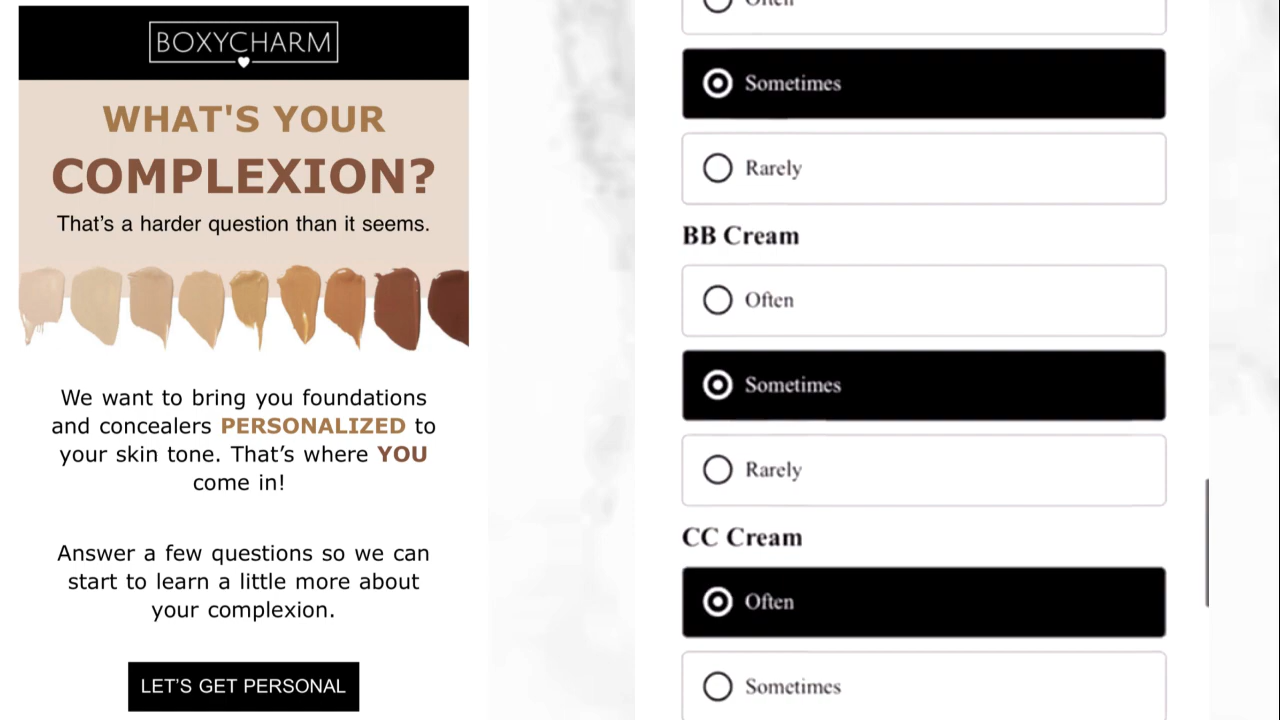 BOXYCHARM
WHAT'S YOUR
COMPLEXION?
That's a harder question than it seems.
We want to bring you foundations
and concealers PERSONALIZED to
your skin tone. That's where YOU
come in!
Answer a few questions so we can
start to learn a little more about
your complexion.
LET'S GET PERSONAL
Often
Sometimes
Rarely
BB Cream
Often
Sometimes
Rarely
CC Cream
Often
Sometimes